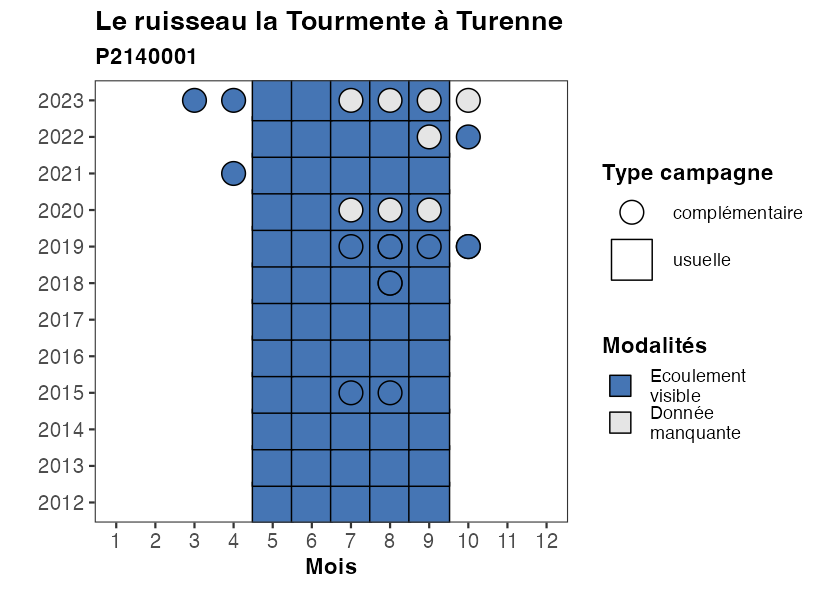 Le ruisseau la Tourmente à Turenne
P2140001
2023
2022
2021
2020
2019
2018
2017
2016
2015
2014
2013
2012
1 2 3 4 5 6 7 8 9 10 11 12
Mois
Type campagne
complémentaire
usuelle
Modalités
Ecoulement
visible
Donnée
manquante